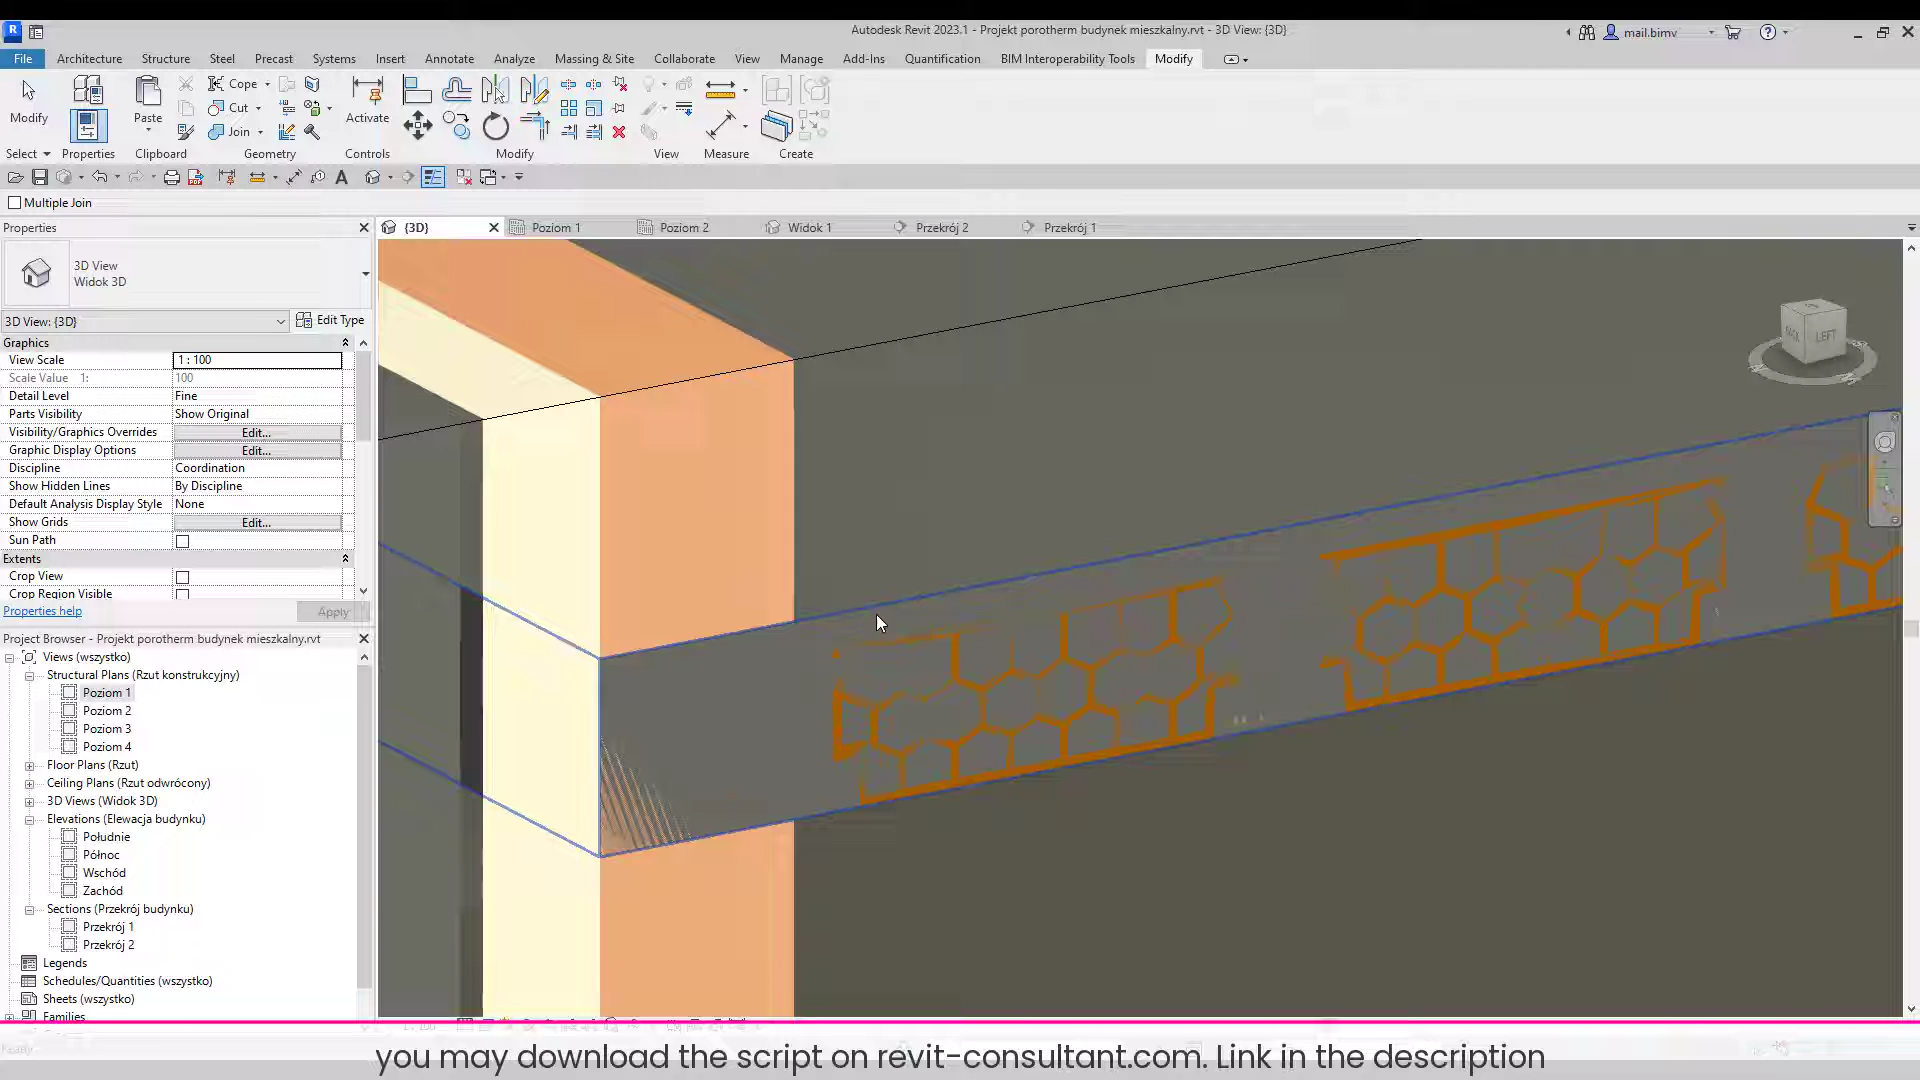 Autodesk Revit 2023.1 - Projekt porotherm budynek mieszkalny.rvt - 3D View: {3D}
mail.bimv
File Architecture Structure Steel Precast Systems Insert Annotate Analyze Massing & Site Collaborate View Manage Add-Ins Quantification BIM Interoperability Tools Modify
Modify
Paste
Cope
Cut
Join
Activate
Select Properties Clipboard Geometry Controls Modify View Measure Create
Multiple Join
Properties
{3D} Poziom 1 Poziom 2 Widok 1 Przekrój 2 Przekrój 1
3D View
Widok 3D
3D View: {3D} Edit Type
Graphics
View Scale 1 : 100
Scale Value 1: 100
Detail Level Fine
Parts Visibility Show Original
Visibility/Graphics Overrides Edit...
Graphic Display Options Edit...
Discipline Coordination
Show Hidden Lines By Discipline
Default Analysis Display Style None
Show Grids Edit...
Sun Path
Extents
Crop View
Crop Region Visible
Properties help Apply
LEFT
Project Browser - Projekt porotherm budynek mieszkalny.rvt
Views (wszystko)
Structural Plans (Rzut konstrukcyjny)
Poziom 1
Poziom 2
Poziom 3
Poziom 4
Floor Plans (Rzut)
Ceiling Plans (Rzut odwrócony)
3D Views (Widok 3D)
Elevations (Elewacja budynku)
Południe
Północ
Wschód
Zachód
Sections (Przekrój budynku)
Przekrój 1
Przekrój 2
Legends
Schedules/Quantities (wszystko)
Sheets (wszystko)
Families
you may download the script on revit-consultant.com. Link in the description